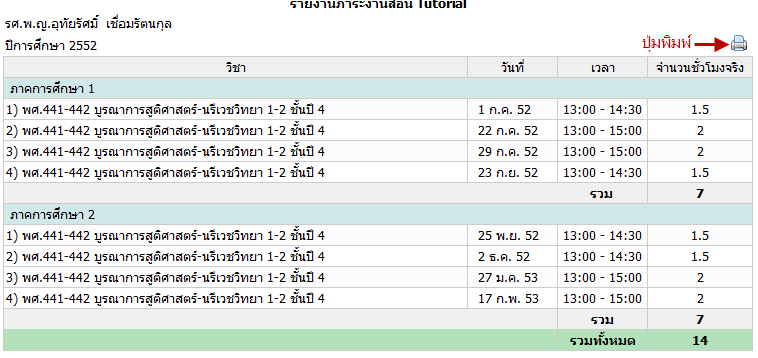 รายงานภาระงานสอน Tutorial
รศ.พ.ญ.อุทัยรัศมิ์ เชื่อมรัตนกุล
ปีการศึกษา 2552 ปุ่มพิมพ์
วิชา วันที่ เวลา จำนวนชั่วโมงจริง
ภาคการศึกษา 1
1) พศ.441-442 บูรณาการสูติศาสตร์-นรีเวชวิทยา 1-2 ชั้นปี 4 1 ก.ค. 52 13:00 - 14:30 1.5
2) พศ.441-442 บูรณาการสูติศาสตร์-นรีเวชวิทยา 1-2 ชั้นปี 4 22 ก.ค. 52 13:00 - 15:00 2
3) พศ.441-442 บูรณาการสูติศาสตร์-นรีเวชวิทยา 1-2 ชั้นปี 4 29 ก.ค. 52 13:00 - 15:00 2
4) พศ.441-442 บูรณาการสูติศาสตร์-นรีเวชวิทยา 1-2 ชั้นปี 4 23 ก.ย. 52 13:00 - 14:30 1.5
รวม 7
ภาคการศึกษา 2
1) พศ.441-442 บูรณาการสูติศาสตร์-นรีเวชวิทยา 1-2 ชั้นปี 4 25 พ.ย. 52 13:00 - 14:30 1.5
2) พศ.441-442 บูรณาการสูติศาสตร์-นรีเวชวิทยา 1-2 ชั้นปี 4 2 ธ.ค. 52 13:00 - 14:30 1.5
3) พศ.441-442 บูรณาการสูติศาสตร์-นรีเวชวิทยา 1-2 ชั้นปี 4 27 ม.ค. 53 13:00 - 15:00 2
4) พศ.441-442 บูรณาการสูติศาสตร์-นรีเวชวิทยา 1-2 ชั้นปี 4 17 ก.พ. 53 13:00 - 15:00 2
รวม 7
รวมทั้งหมด 14